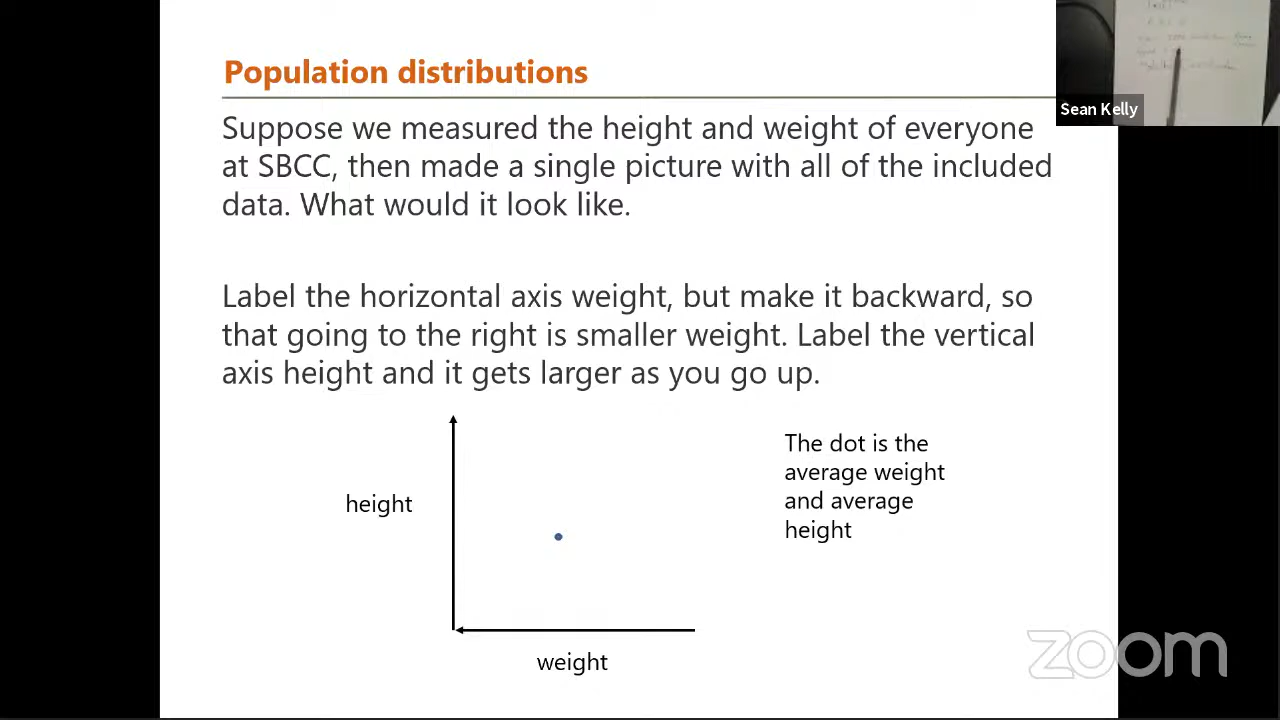 Population distributions
Suppose we measured the height and weight of everyone
at SBCC, then made a single picture with all of the included
data. What would it look like.
Label the horizontal axis weight, but make it backward, so
that going to the right is smaller weight. Label the vertical
axis height and it gets larger as you go up.
height
weight
The dot is the
average weight
and average
height
Sean Kelly
zoom